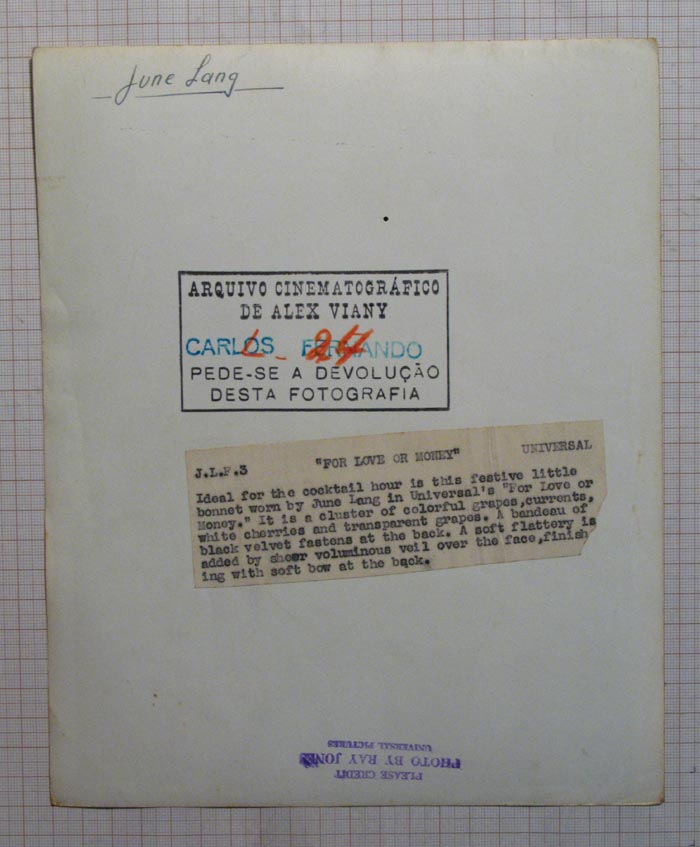 June Lang
ARQUIVO CINEMATOGRÁFICO
DE ALEX VIANY
CARLOS FERNANDO
L - 24
PEDE-SE A DEVOLUÇÃO
DESTA FOTOGRAFIA
J.L.F.3 "FOR LOVE OR MONEY" UNIVERSAL
Ideal for the cocktail hour is this festive little
bonnet worn by June Lang in Universal's "For Love or
Money." It is a cluster of colorful grapes,currents,
white cherries and transparent grapes. A bandeau of
black velvet fastens at the back. A soft flattery is
added by sheer voluminous veil over the face,finish
ing with soft bow at the back.
PLEASE CREDIT
PHOTO BY RAY JONES
UNIVERSAL PICTURES